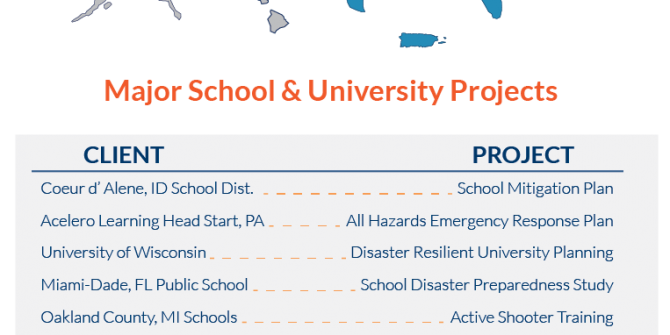 Major School & University Projects
CLIENT PROJECT
Coeur d' Alene, ID School Dist. School Mitigation Plan
Acelero Learning Head Start, PA All Hazards Emergency Response Plan
University of Wisconsin Disaster Resilient University Planning
Miami-Dade, FL Public School School Disaster Preparedness Study
Oakland County, MI Schools Active Shooter Training